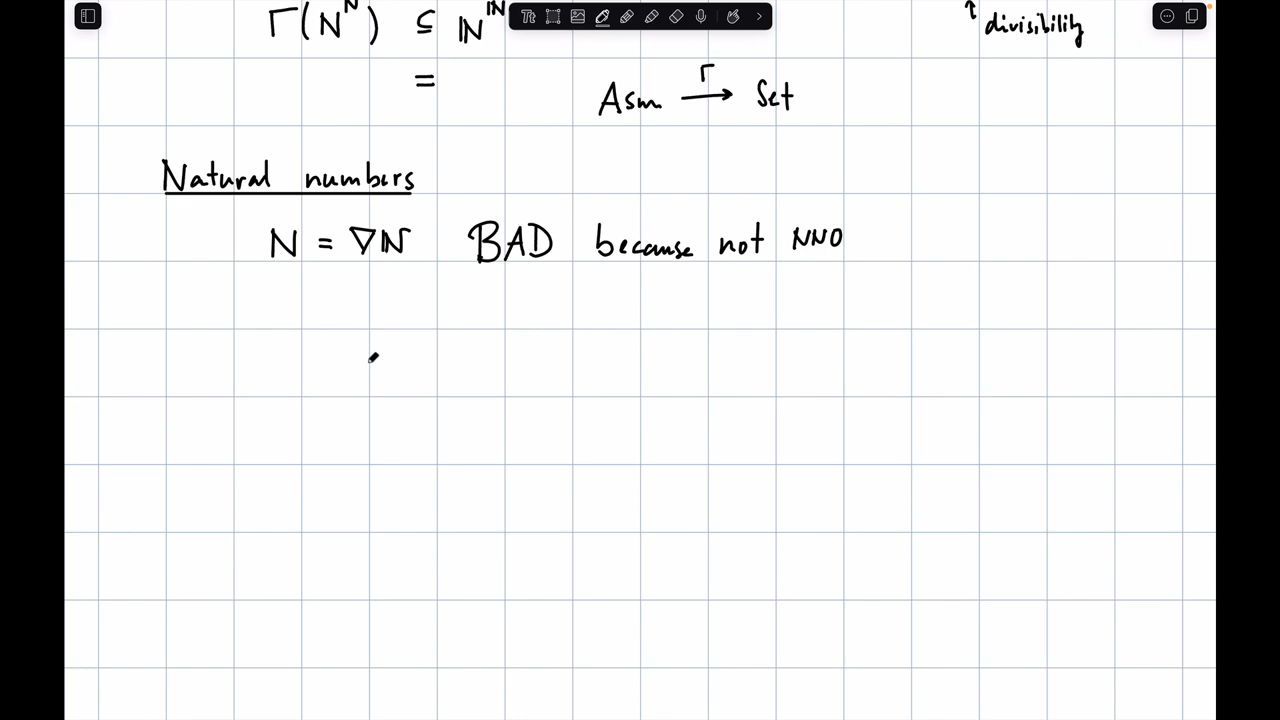 Γ(N^N) ⊆ ℕ^ℕ
↑ divisibility
=
Asm —Γ→ Set
Natural numbers
N = ∇ℕ BAD because not NNO